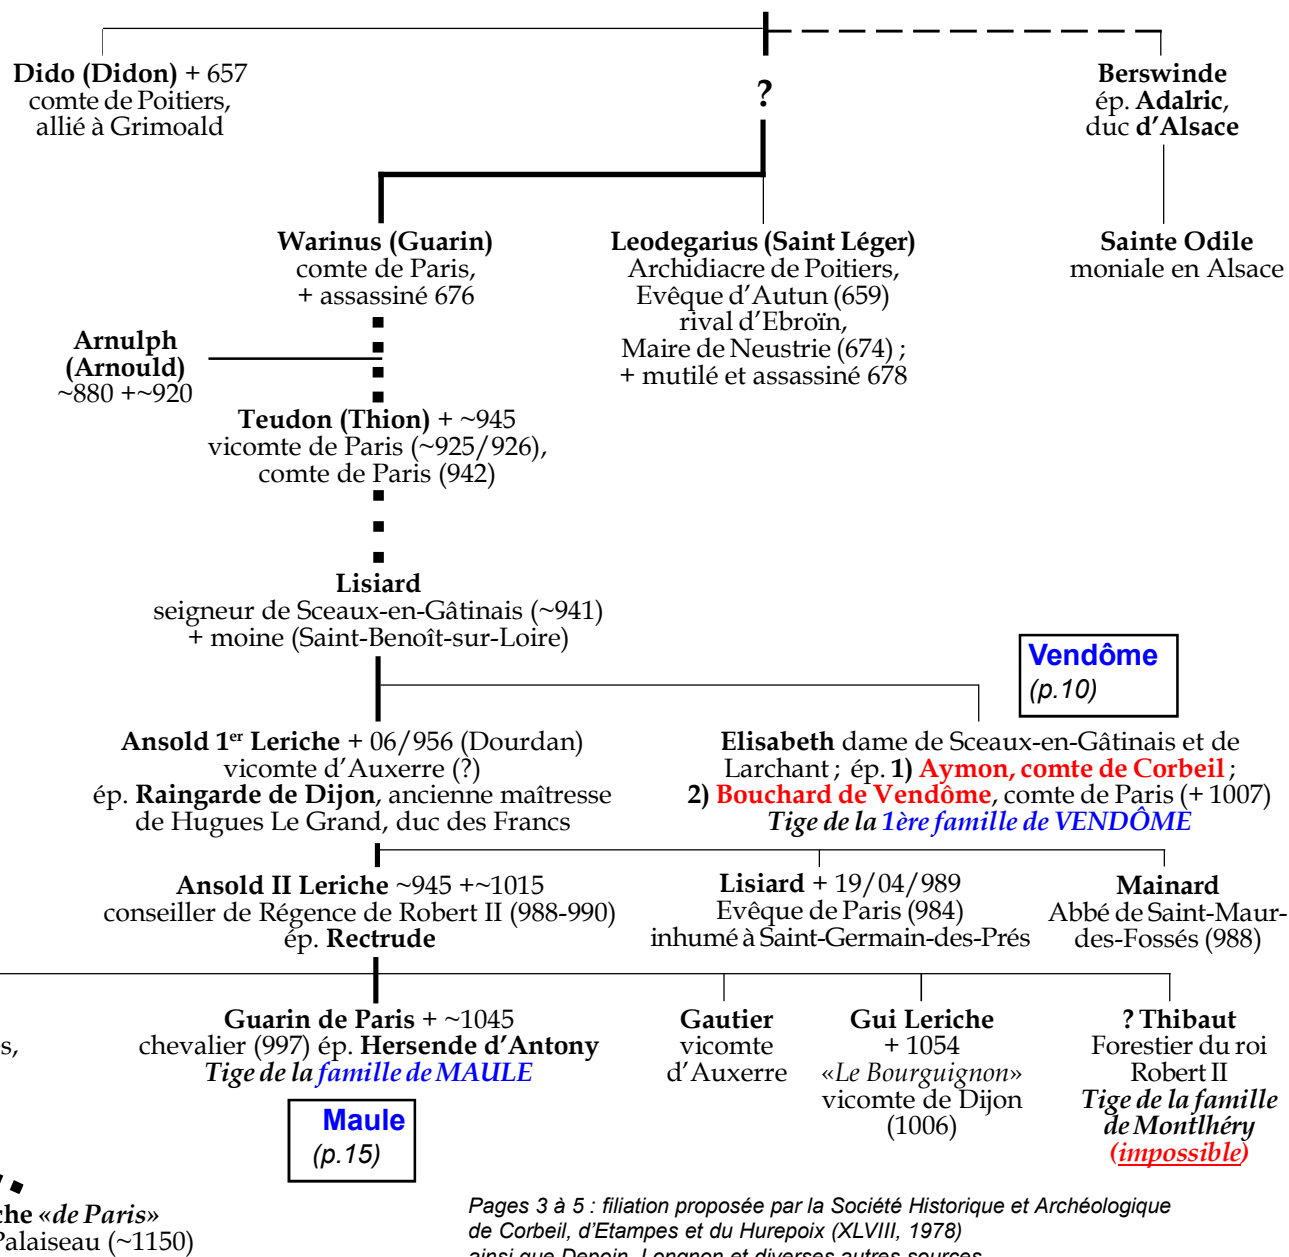 Dido (Didon) + 657
comte de Poitiers,
allié à Grimoald
?
Berswinde
ép. Adalric,
duc d'Alsace
Warinus (Guarin)
comte de Paris,
+ assassiné 676
Leodegarius (Saint Léger)
Archidiacre de Poitiers,
Evêque d'Autun (659)
rival d'Ebroïn,
Maire de Neustrie (674) ;
+ mutilé et assassiné 678
Sainte Odile
moniale en Alsace
Arnulph
(Arnould)
~880 +~920
Teudon (Thion) + ~945
vicomte de Paris (~925/926),
comte de Paris (942)
Lisiard
seigneur de Sceaux-en-Gâtinais (~941)
+ moine (Saint-Benoît-sur-Loire)
Vendôme
(p.10)
Ansold 1er Leriche + 06/956 (Dourdan)
vicomte d'Auxerre (?)
ép. Raingarde de Dijon, ancienne maîtresse
de Hugues Le Grand, duc des Francs
Elisabeth dame de Sceaux-en-Gâtinais et de
Larchant ; ép. 1) Aymon, comte de Corbeil ;
2) Bouchard de Vendôme, comte de Paris (+ 1007)
Tige de la 1ère famille de VENDÔME
Ansold II Leriche ~945 +~1015
conseiller de Régence de Robert II (988-990)
ép. Rectrude
Lisiard + 19/04/989
Evêque de Paris (984)
inhumé à Saint-Germain-des-Prés
Mainard
Abbé de Saint-Maur-
des-Fossés (988)
s,
Guarin de Paris + ~1045
chevalier (997) ép. Hersende d'Antony
Tige de la famille de MAULE
Maule
(p.15)
Gautier
vicomte
d'Auxerre
Gui Leriche
+ 1054
«Le Bourguignon»
vicomte de Dijon
(1006)
? Thibaut
Forestier du roi
Robert II
Tige de la famille
de Montlhéry
(impossible)
che «de Paris»
Palaiseau (~1150)
Pages 3 à 5 : filiation proposée par la Société Historique et Archéologique
de Corbeil, d'Etampes et du Hurepoix (XLVIII, 1978)
ainsi que Depoin, Longnon et diverses autres sources